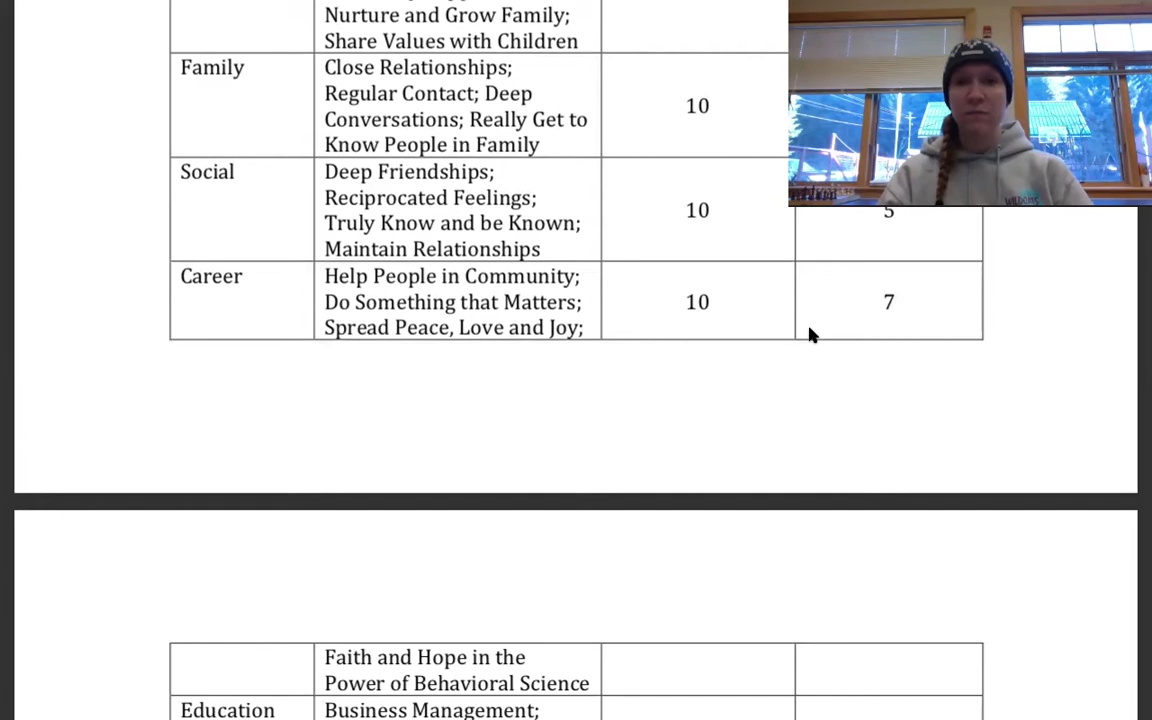 Nurture and Grow Family;
Share Values with Children
Family
Close Relationships;
Regular Contact; Deep
Conversations; Really Get to
Know People in Family
10
Social
Deep Friendships;
Reciprocated Feelings;
Truly Know and be Known;
Maintain Relationships
10
5
Career
Help People in Community;
Do Something that Matters;
Spread Peace, Love and Joy;
10
7
Faith and Hope in the
Power of Behavioral Science
Education
Business Management;